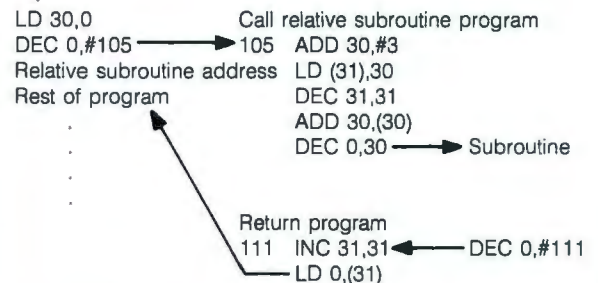 LD 30,0
DEC 0,#105
Relative subroutine address
Rest of program
.
.
.
.
Call relative subroutine program
105 ADD 30,#3
LD (31),30
DEC 31,31
ADD 30,(30)
DEC 0,30
Subroutine
Return program
111 INC 31,31
DEC 0,#111
LD 0,(31)